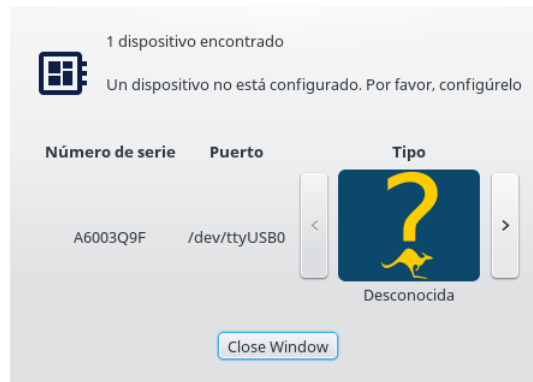 1 dispositivo encontrado
Un dispositivo no está configurado. Por favor, configúrelo
Número de serie Puerto Tipo
A6003Q9F /dev/ttyUSB0 < ? >
Desconocida
Close Window